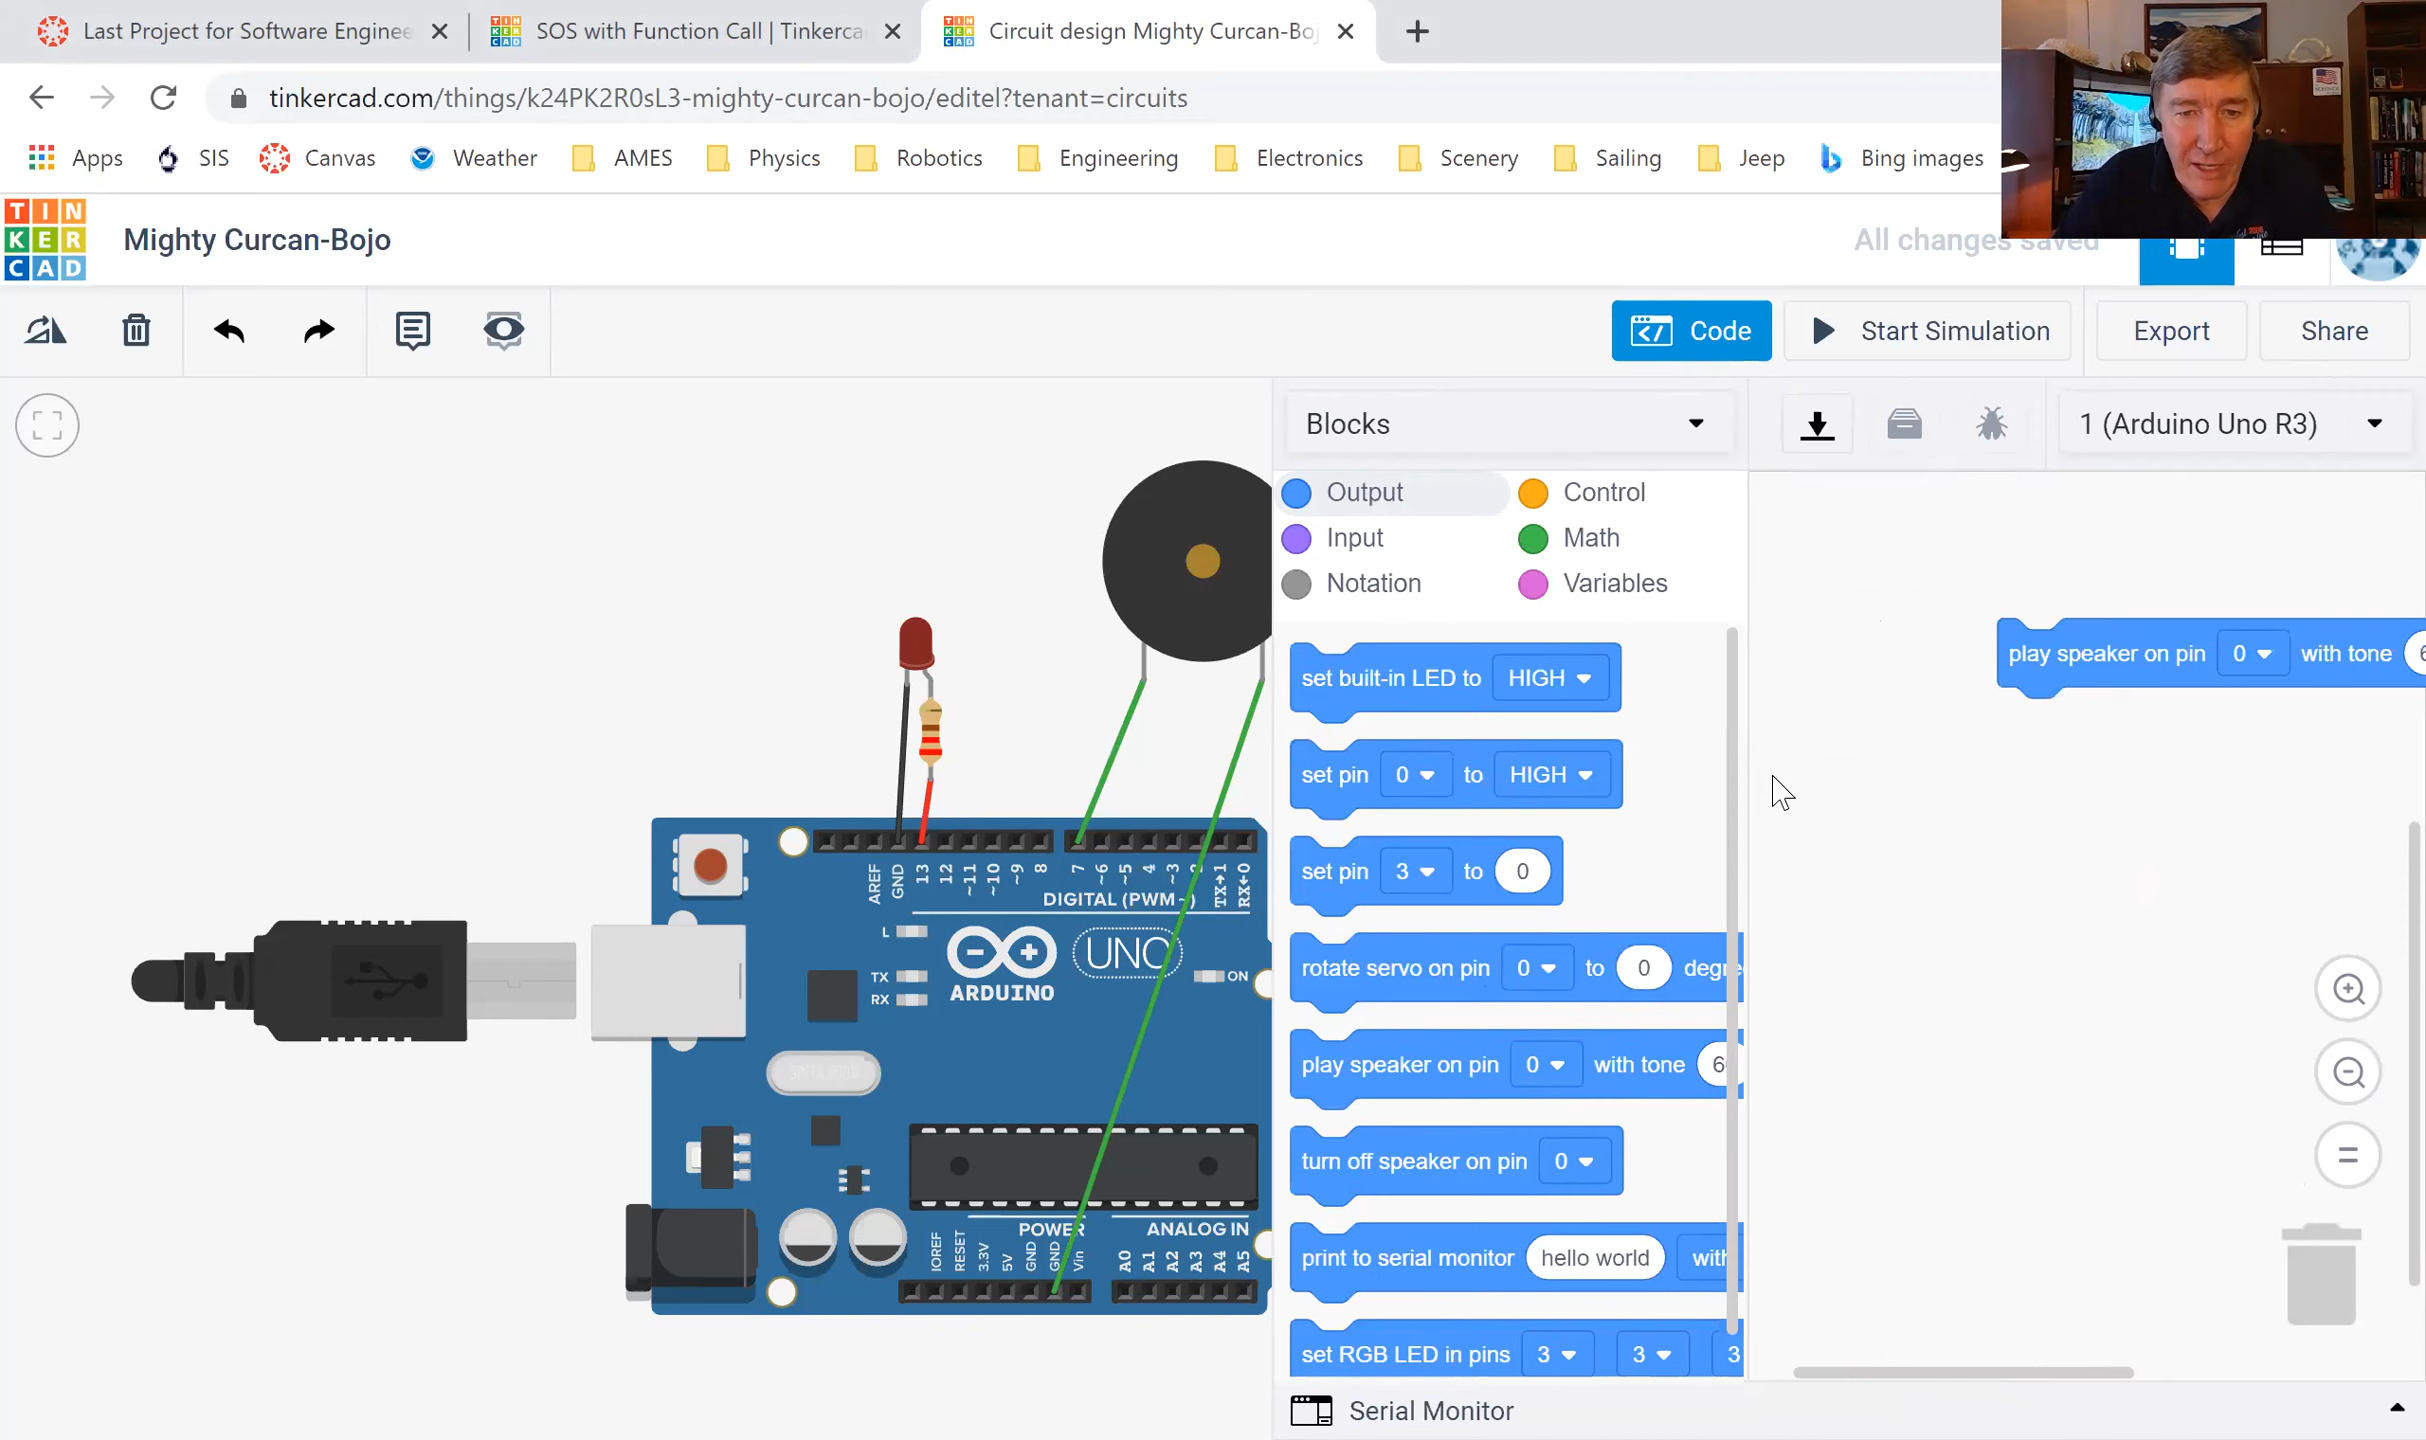 Last Project for Software Enginee
SOS with Function Call | Tinkerca
Circuit design Mighty Curcan-Boj
tinkercad.com/things/k24PK2R0sL3-mighty-curcan-bojo/editel?tenant=circuits
Apps
SIS
Canvas
Weather
AMES
Physics
Robotics
Engineering
Electronics
Scenery
Sailing
Jeep
Bing images
TIN
KER
CAD
Mighty Curcan-Bojo
All changes saved
Code
Start Simulation
Export
Share
Blocks
1 (Arduino Uno R3)
Output
Control
Input
Math
Notation
Variables
set built-in LED to HIGH
set pin 0 to HIGH
set pin 3 to 0
rotate servo on pin 0 to 0 degre
play speaker on pin 0 with tone 6
turn off speaker on pin 0
print to serial monitor hello world with
set RGB LED in pins 3 3 3
play speaker on pin 0 with tone 6
Serial Monitor
AREF
GND
13
12
~11
~10
~9
8
7
~6
~5
4
~3
2
TX→1
RX←0
DIGITAL (PWM~)
L
TX
RX
ARDUINO
UNO
ON
POWER
ANALOG IN
IOREF
RESET
3.3V
5V
GND
GND
Vin
A0
A1
A2
A3
A4
A5